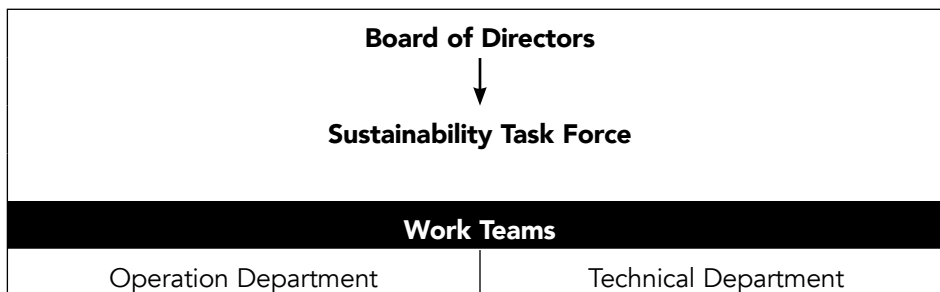 Board of Directors
Sustainability Task Force
Work Teams
Operation Department Technical Department